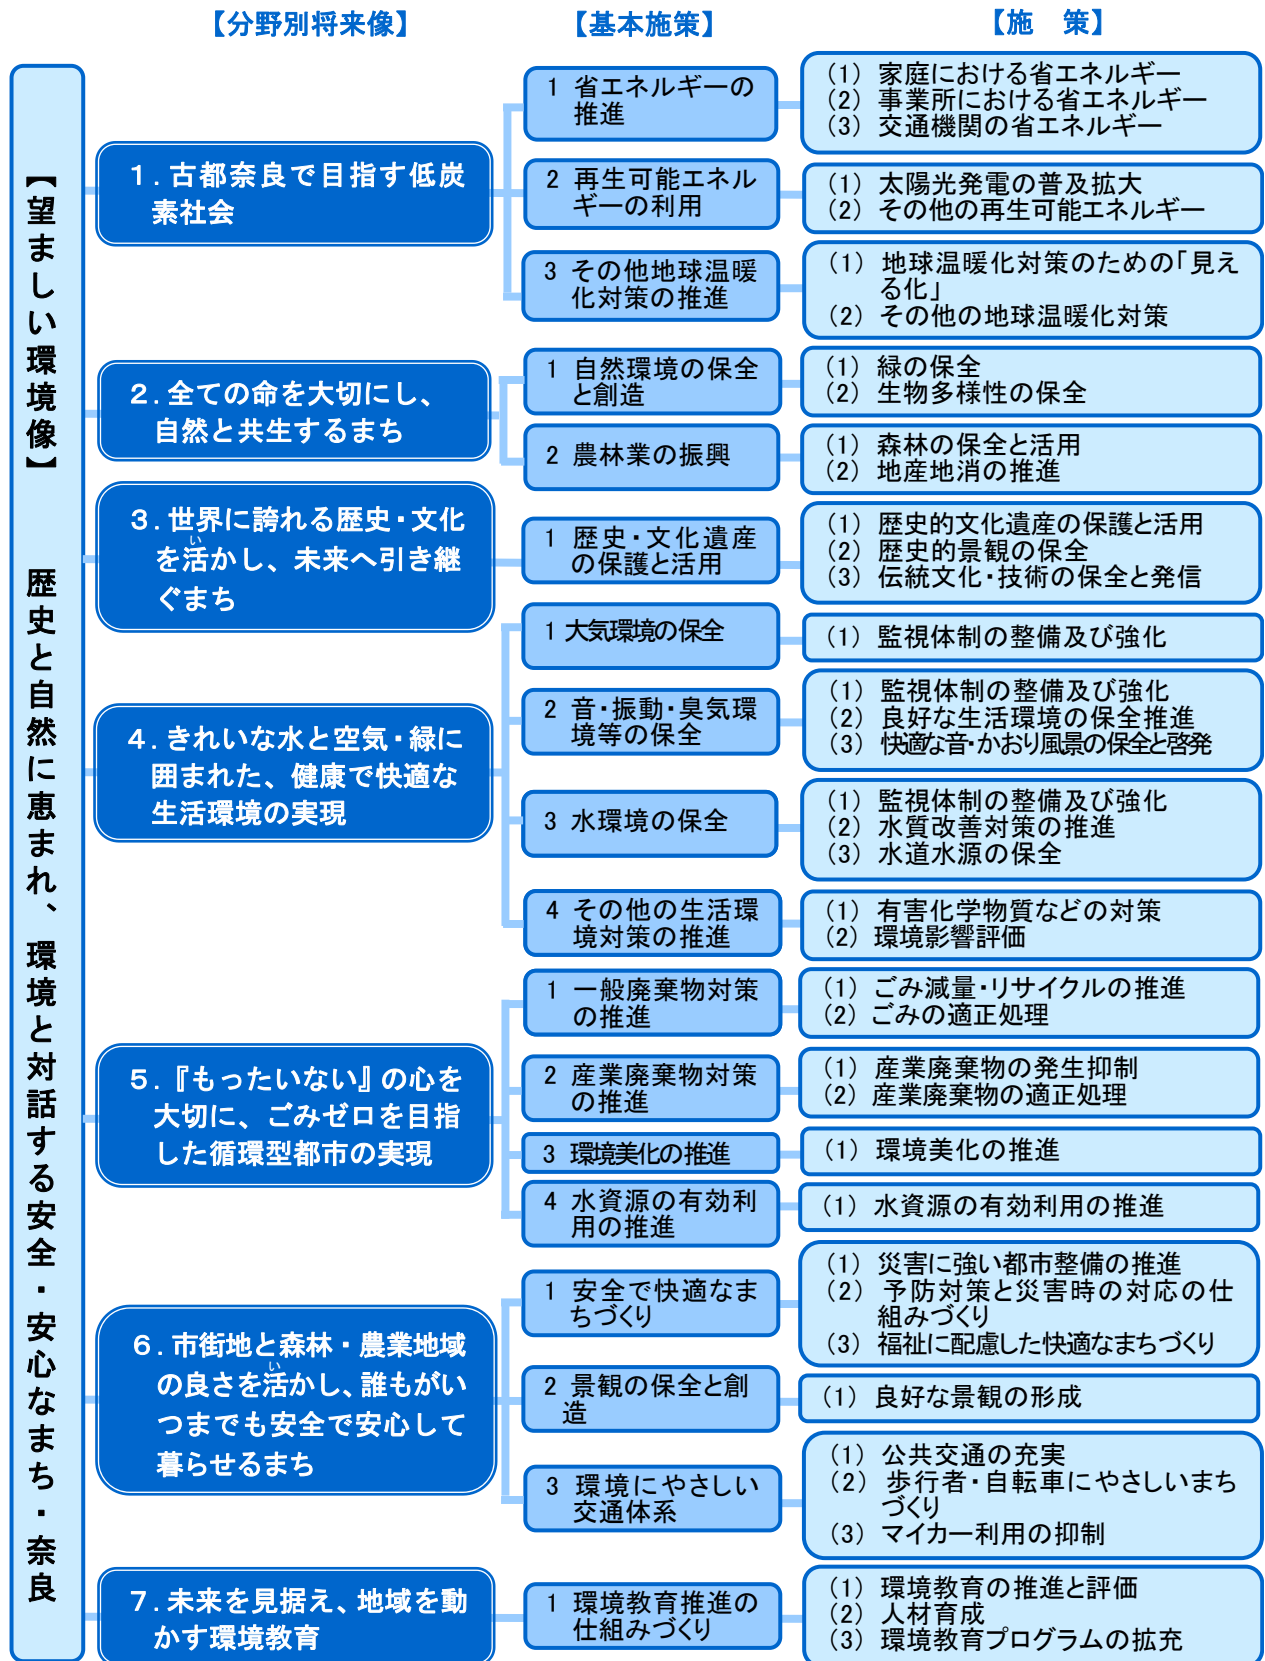 【分野別将来像】
【基本施策】
【施　策】
【望ましい環境像】　歴史と自然に恵まれ、環境と対話する安全・安心なまち・奈良
１．古都奈良で目指す低炭
素社会
1 省エネルギーの
推進
(1) 家庭における省エネルギー
(2) 事業所における省エネルギー
(3) 交通機関の省エネルギー
2 再生可能エネル
ギーの利用
(1) 太陽光発電の普及拡大
(2) その他の再生可能エネルギー
3 その他地球温暖
化対策の推進
(1) 地球温暖化対策のための「見え
る化」
(2) その他の地球温暖化対策
２．全ての命を大切にし、
自然と共生するまち
1 自然環境の保全
と創造
(1) 緑の保全
(2) 生物多様性の保全
2 農林業の振興
(1) 森林の保全と活用
(2) 地産地消の推進
３．世界に誇れる歴史・文化
い
を活かし、未来へ引き継
ぐまち
1 歴史・文化遺産
の保護と活用
(1) 歴史的文化遺産の保護と活用
(2) 歴史的景観の保全
(3) 伝統文化・技術の保全と発信
４．きれいな水と空気・緑に
囲まれた、健康で快適な
生活環境の実現
1 大気環境の保全
(1) 監視体制の整備及び強化
2 音・振動・臭気環
境等の保全
(1) 監視体制の整備及び強化
(2) 良好な生活環境の保全推進
(3) 快適な音・かおり風景の保全と啓発
3 水環境の保全
(1) 監視体制の整備及び強化
(2) 水質改善対策の推進
(3) 水道水源の保全
4 その他の生活環
境対策の推進
(1) 有害化学物質などの対策
(2) 環境影響評価
５．『もったいない』の心を
大切に、ごみゼロを目指
した循環型都市の実現
1 一般廃棄物対策
の推進
(1) ごみ減量・リサイクルの推進
(2) ごみの適正処理
2 産業廃棄物対策
の推進
(1) 産業廃棄物の発生抑制
(2) 産業廃棄物の適正処理
3 環境美化の推進
(1) 環境美化の推進
4 水資源の有効利
用の推進
(1) 水資源の有効利用の推進
６．市街地と森林・農業地域
い
の良さを活かし、誰もがい
つまでも安全で安心して
暮らせるまち
1 安全で快適なま
ちづくり
(1) 災害に強い都市整備の推進
(2) 予防対策と災害時の対応の仕
組みづくり
(3) 福祉に配慮した快適なまちづくり
2 景観の保全と創
造
(1) 良好な景観の形成
3 環境にやさしい
交通体系
(1) 公共交通の充実
(2) 歩行者・自転車にやさしいまち
づくり
(3) マイカー利用の抑制
７．未来を見据え、地域を動
かす環境教育
1 環境教育推進の
仕組みづくり
(1) 環境教育の推進と評価
(2) 人材育成
(3) 環境教育プログラムの拡充